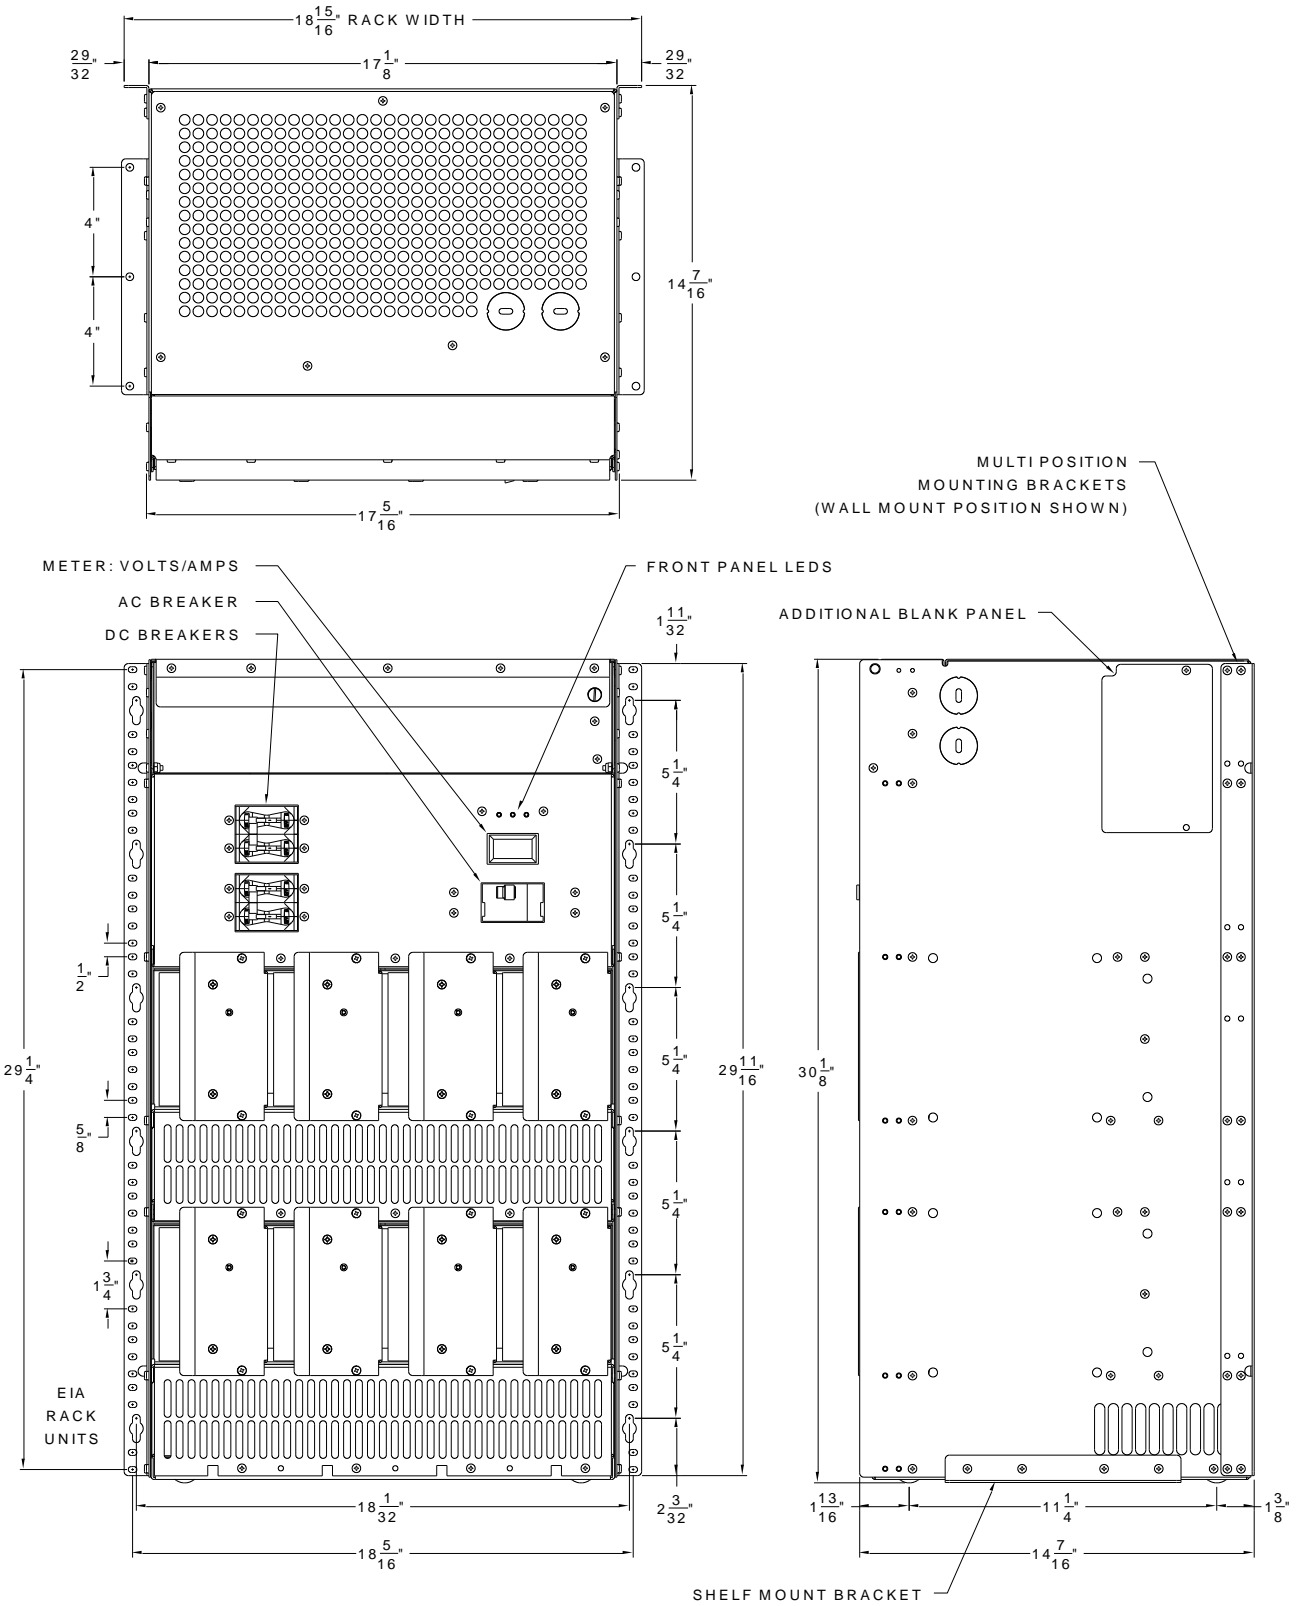 18 15/16" RACK WIDTH
29/32"
17 1/8"
29/32"
4"
14 7/16"
4"
17 5/16"
MULTI POSITION
MOUNTING BRACKETS
(WALL MOUNT POSITION SHOWN)
METER: VOLTS/AMPS
FRONT PANEL LEDS
AC BREAKER
1 11/32"
ADDITIONAL BLANK PANEL
DC BREAKERS
5 1/4"
5 1/4"
1/2"
29 1/4"
5 1/4"
29 11/16"
30 1/8"
5/8"
5 1/4"
1 3/4"
5 1/4"
EIA
RACK
UNITS
18 1/32"
2 3/32"
1 13/16"
11 1/4"
1 3/8"
18 5/16"
14 7/16"
SHELF MOUNT BRACKET